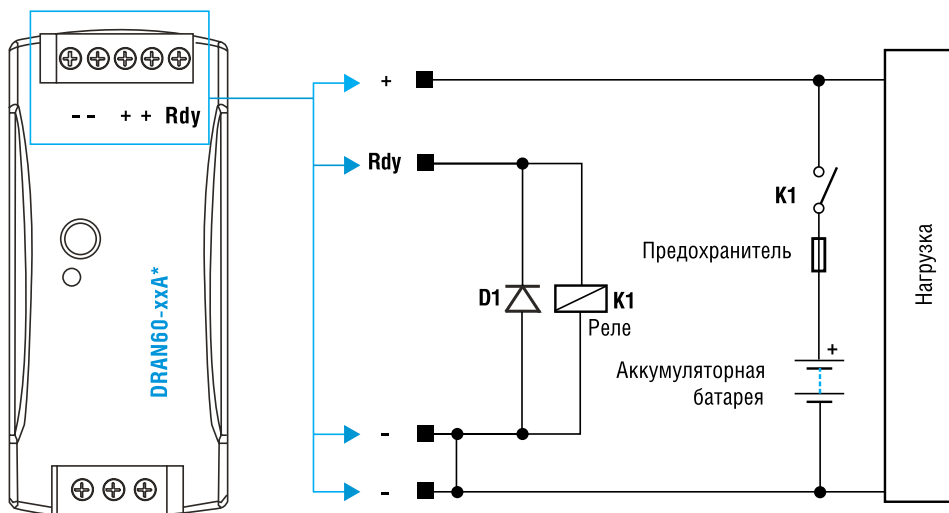 -- ++ Rdy
DRAN60-xxA*
+
Rdy
-
-
D1
K1
Реле
K1
Предохранитель
+
Аккумуляторная
батарея
Нагрузка